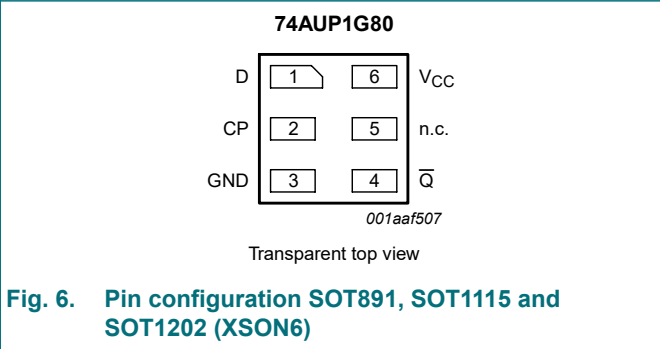 74AUP1G80
D 1 6 VCC
CP 2 5 n.c.
GND 3 4 Q̅
001aaf507
Transparent top view
Fig. 6. Pin configuration SOT891, SOT1115 and
SOT1202 (XSON6)